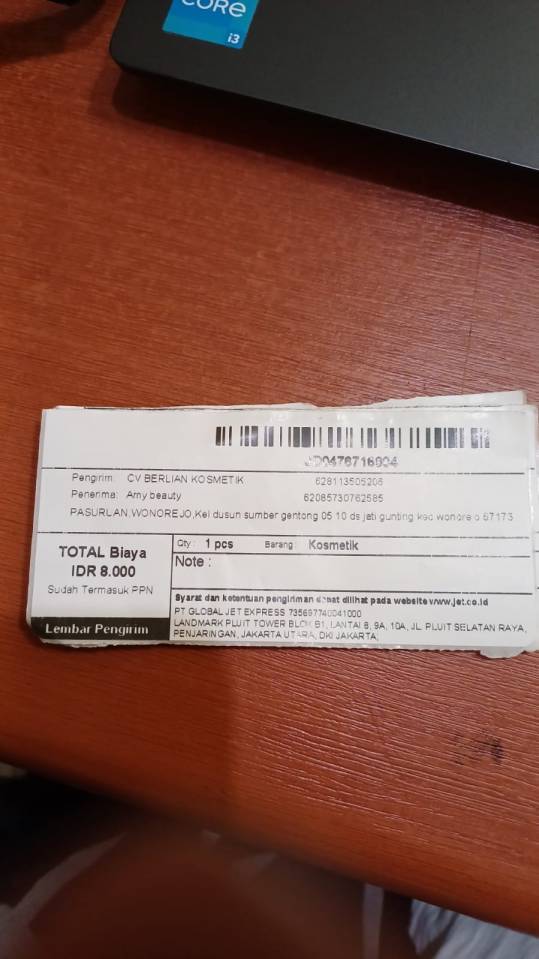 CORE
i3
JD0476716904
Pengirim: CV BERLIAN KOSMETIK 628113505206
Penerima: Amy beauty 62085730762585
PASURUAN,WONOREJO,Kel dusun sumber gentong 05 10 ds jati gunting kec wonorejo 67173
TOTAL Biaya
IDR 8.000
Sudah Termasuk PPN
Lembar Pengirim
Qty: 1 pcs Barang: Kosmetik
Note :
Syarat dan ketentuan pengiriman dapat dilihat pada website www.jet.co.id
PT GLOBAL JET EXPRESS 735697740041000
LANDMARK PLUIT TOWER BLOK B1, LANTAI 8, 9A, 10A, JL. PLUIT SELATAN RAYA,
PENJARINGAN, JAKARTA UTARA, DKI JAKARTA,